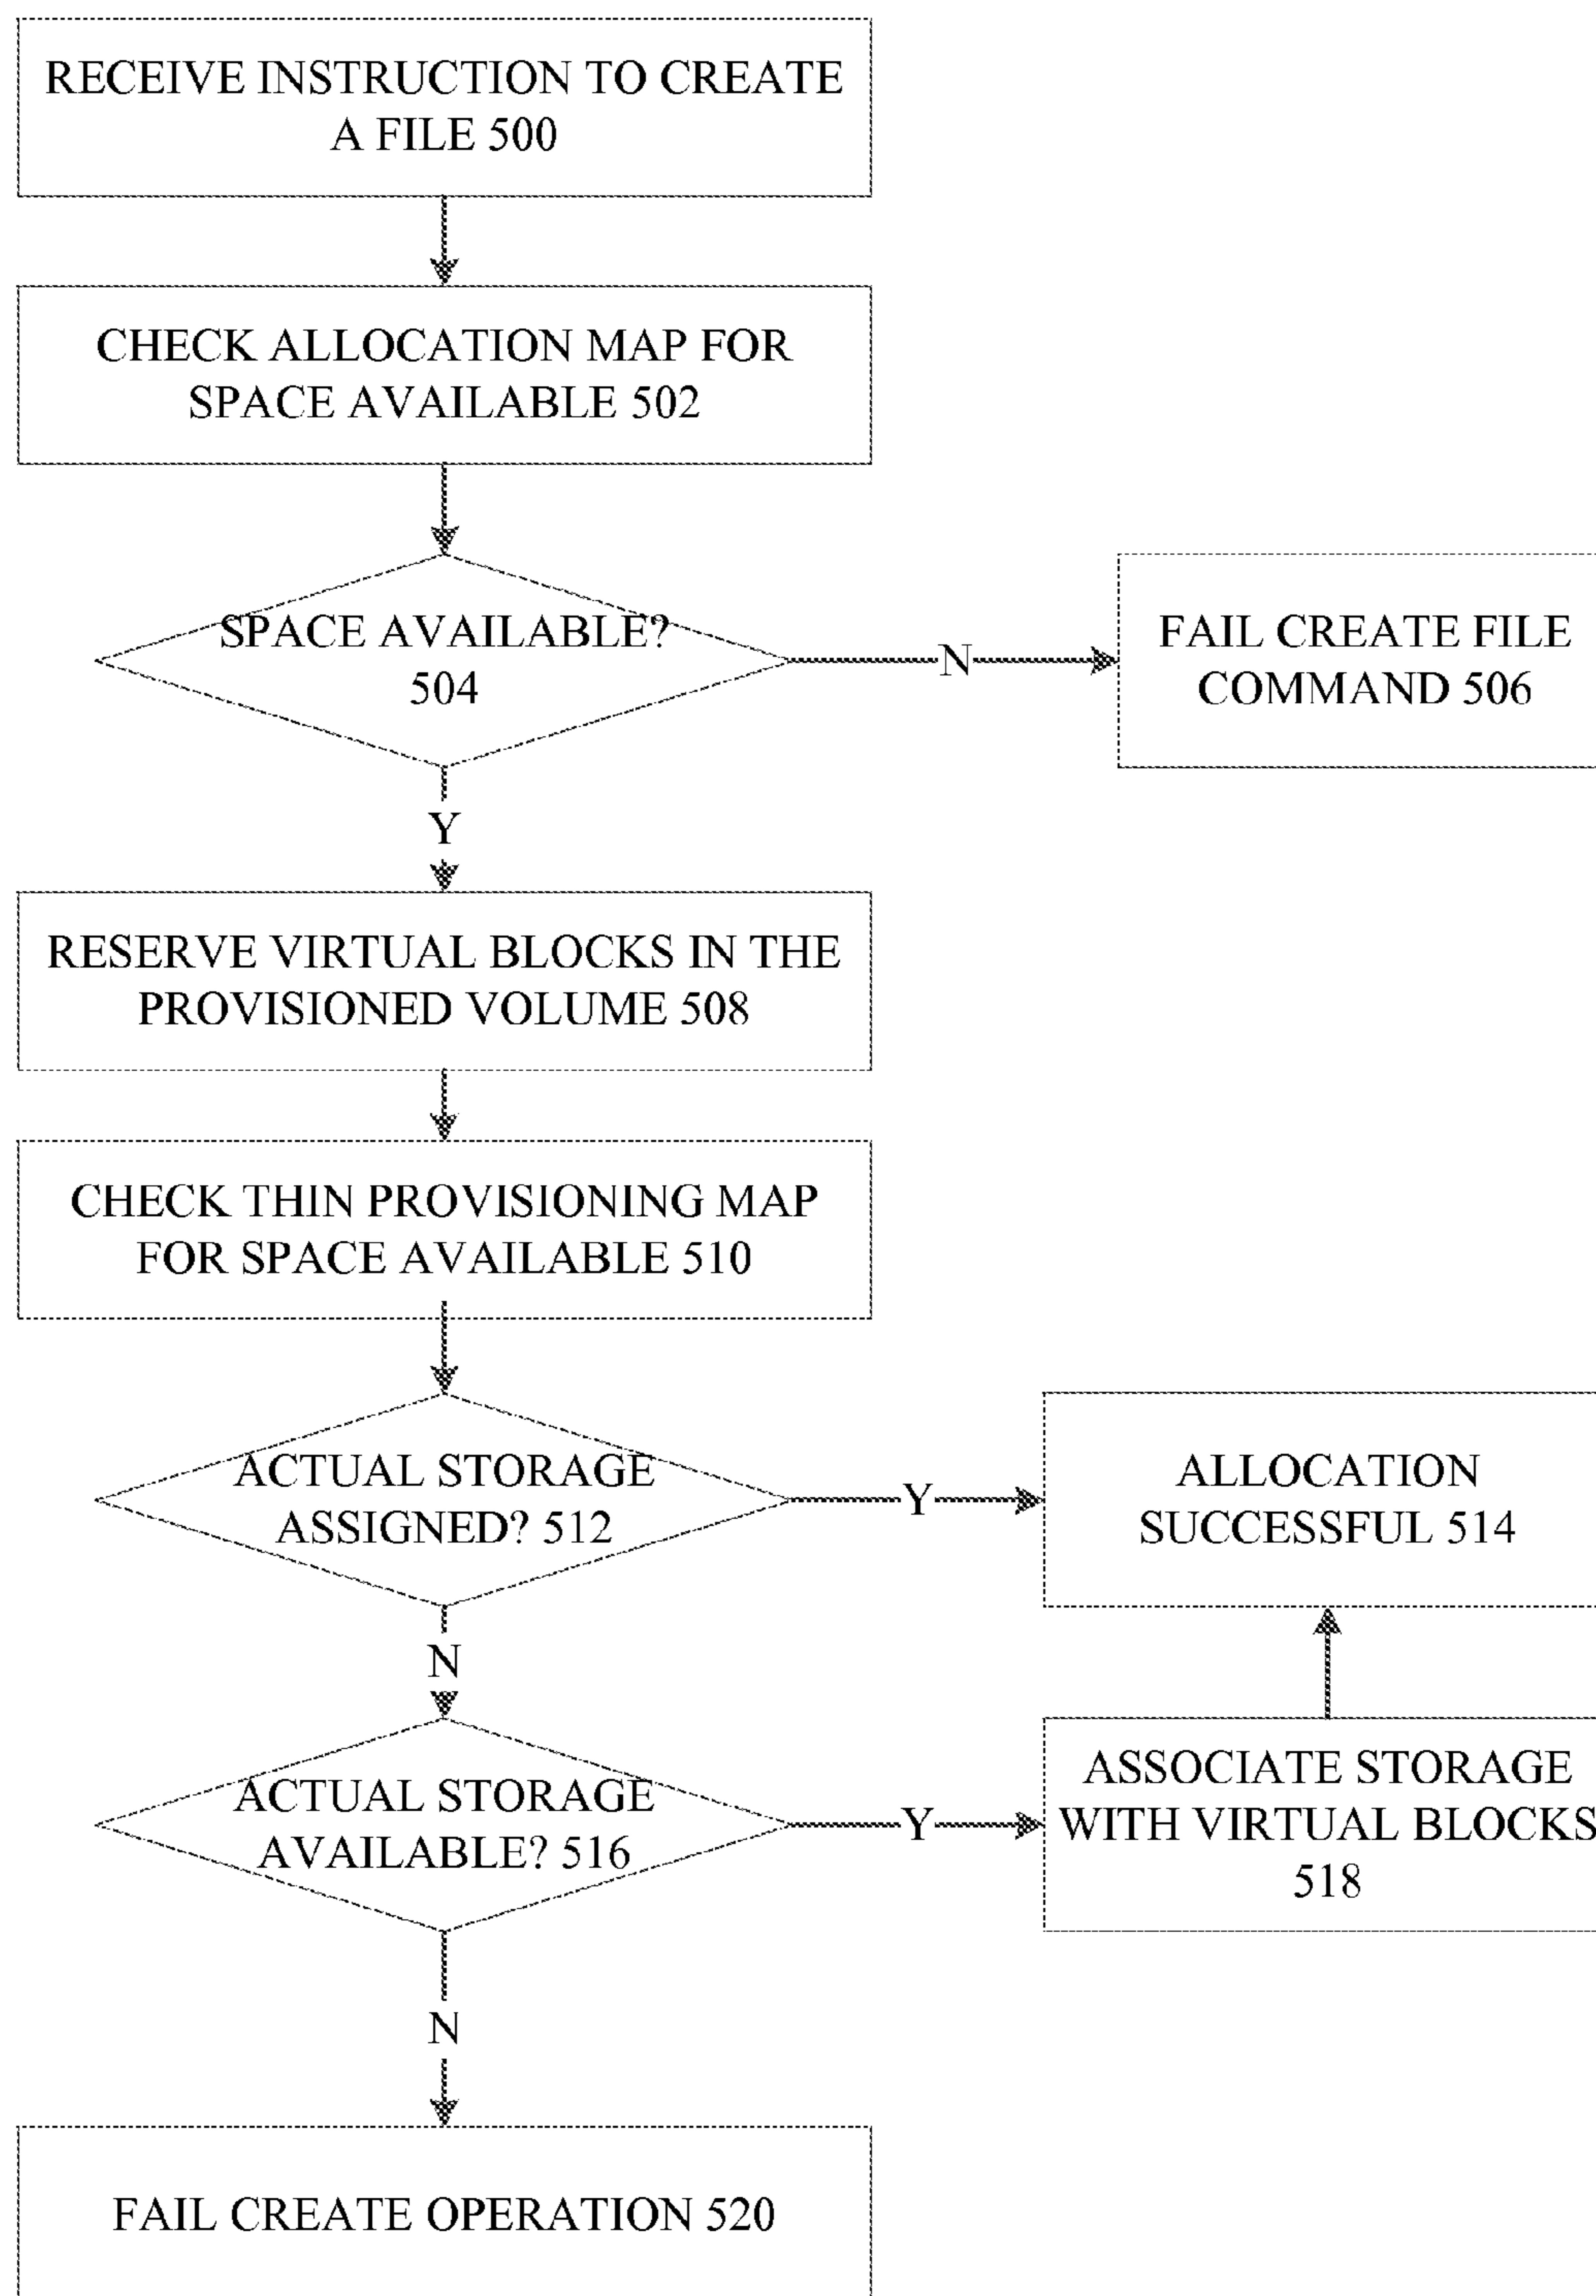 RECEIVE INSTRUCTION TO CREATE
A FILE 500
CHECK ALLOCATION MAP FOR
SPACE AVAILABLE 502
SPACE AVAILABLE?
504
N
FAIL CREATE FILE
COMMAND 506
Y
RESERVE VIRTUAL BLOCKS IN THE
PROVISIONED VOLUME 508
CHECK THIN PROVISIONING MAP
FOR SPACE AVAILABLE 510
ACTUAL STORAGE
ASSIGNED? 512
Y
ALLOCATION
SUCCESSFUL 514
N
ACTUAL STORAGE
AVAILABLE? 516
Y
ASSOCIATE STORAGE
WITH VIRTUAL BLOCKS
518
N
FAIL CREATE OPERATION 520